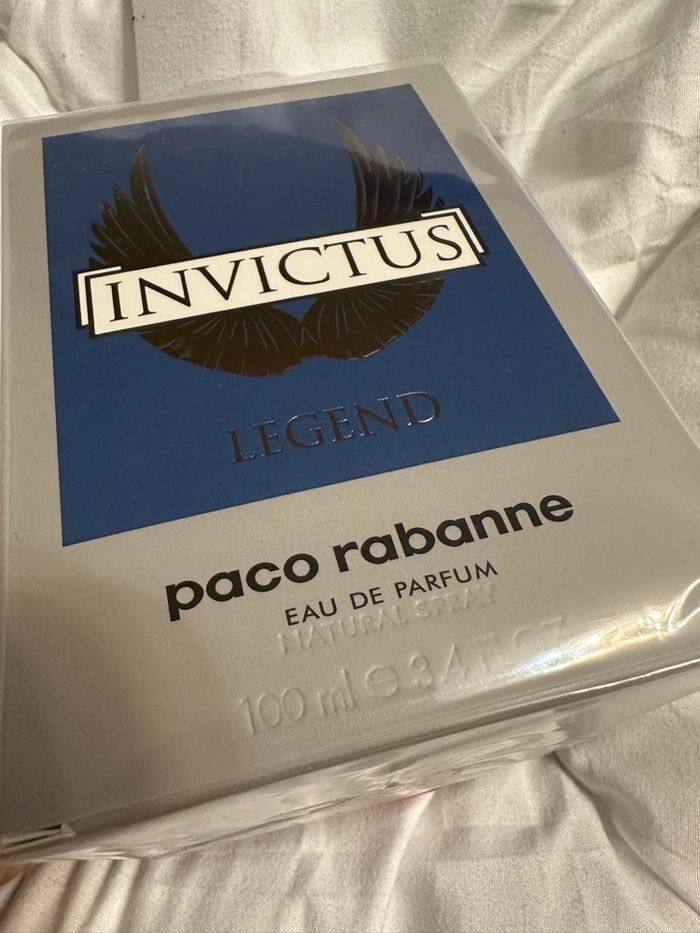 INVICTUS
LEGEND
paco rabanne
EAU DE PARFUM
NATURAL SPRAY
100 ml e 3.4 fl.oz